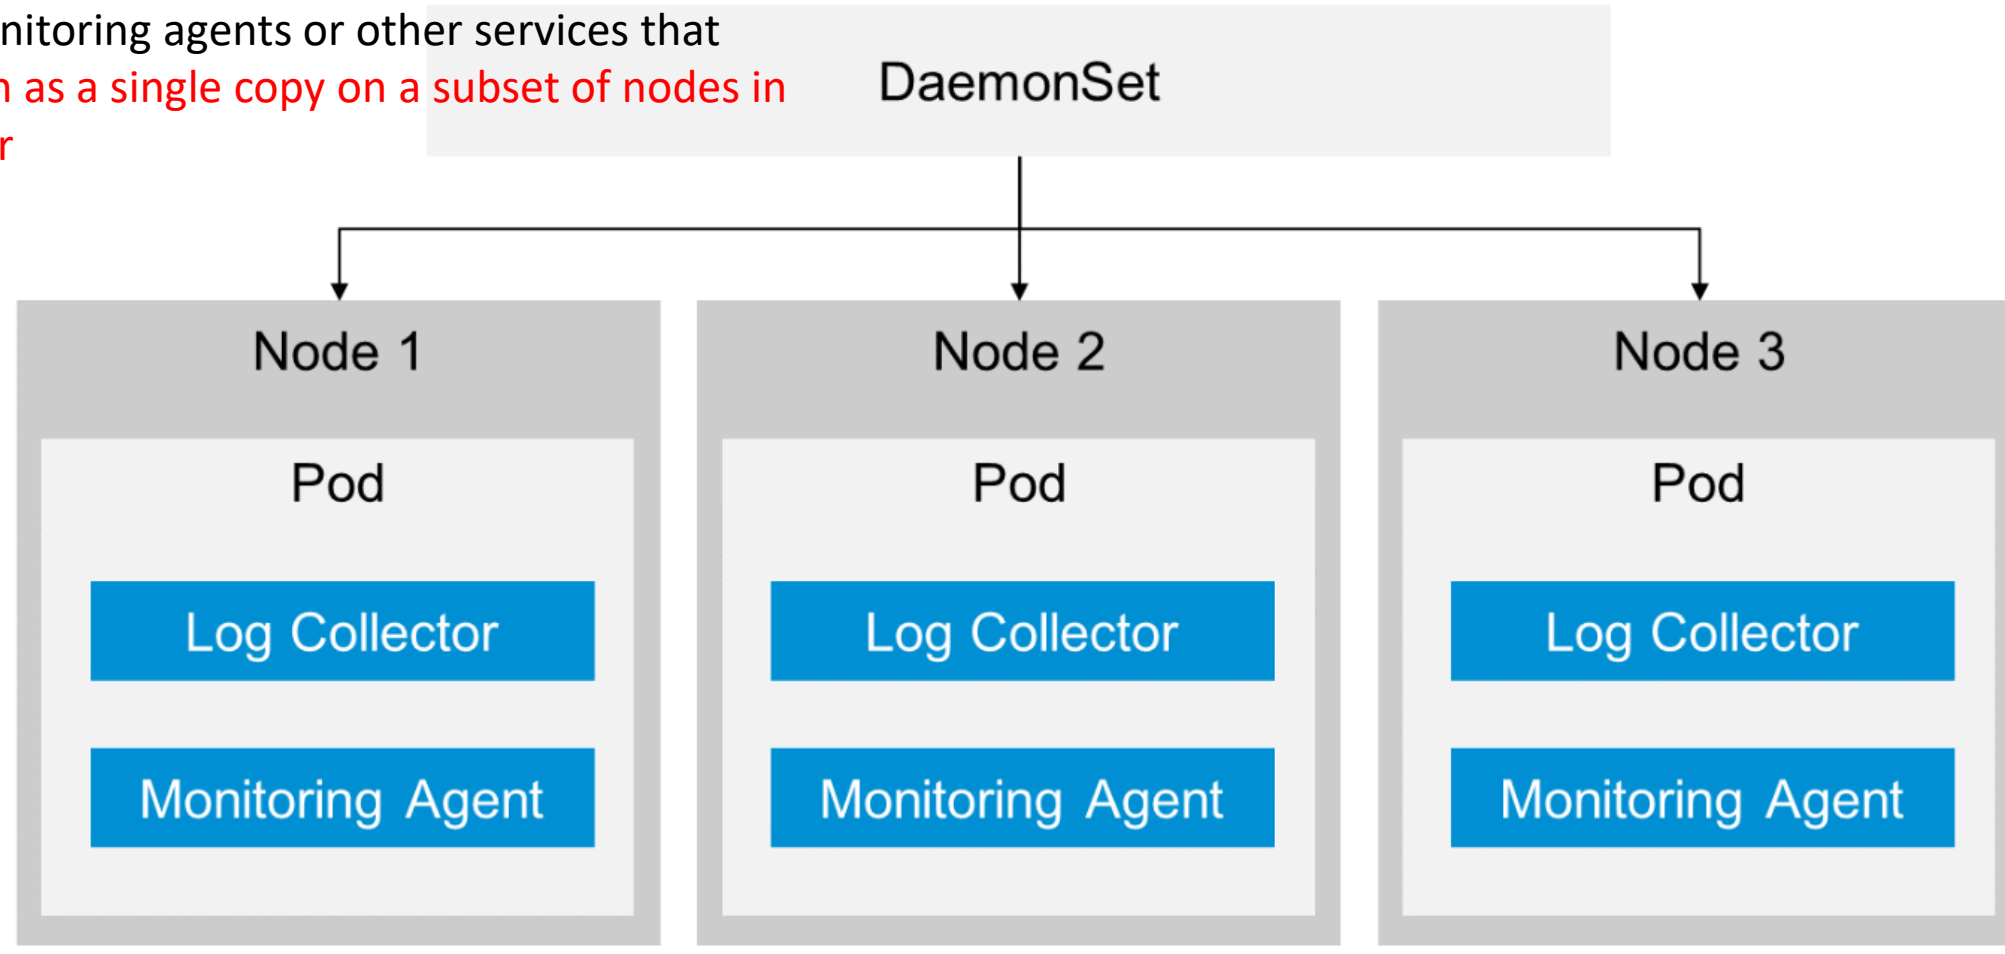 nitoring agents or other services that
as a single copy on a subset of nodes in
r
DaemonSet
Node 1
Pod
Log Collector
Monitoring Agent
Node 2
Pod
Log Collector
Monitoring Agent
Node 3
Pod
Log Collector
Monitoring Agent